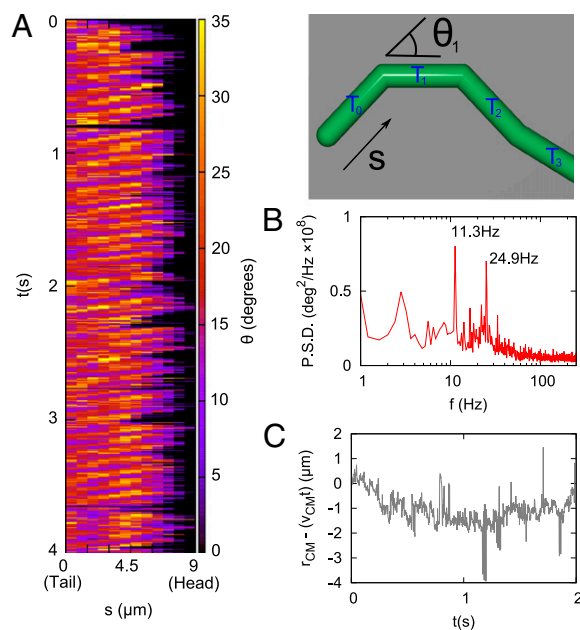 A
0
1
2
3
4
t(s)
0
4.5
9
(Tail)
(Head)
s (µm)
35
30
25
20
15
10
5
0
θ (degrees)
θ₁
T₀
T₁
T₂
T₃
S
B
P.S.D. (deg²/Hz ×10⁸)
1
0.5
0
11.3Hz
24.9Hz
1
10
100
f (Hz)
C
r_CM - (v_CM t) (µm)
2
1
0
-1
-2
-3
-4
0
1
2
t(s)